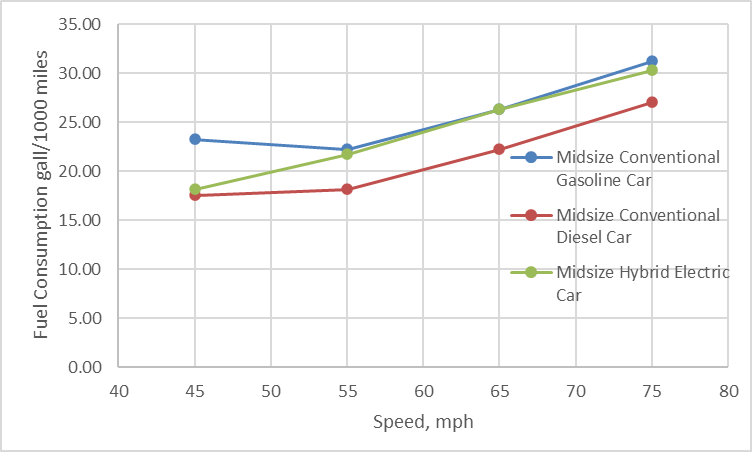 35.00
30.00
25.00
20.00
15.00
10.00
5.00
0.00
Fuel Consumption gall/1000 miles
Midsize Conventional
Gasoline Car
Midsize Conventional
Diesel Car
Midsize Hybrid Electric
Car
40 45 50 55 60 65 70 75 80
Speed, mph